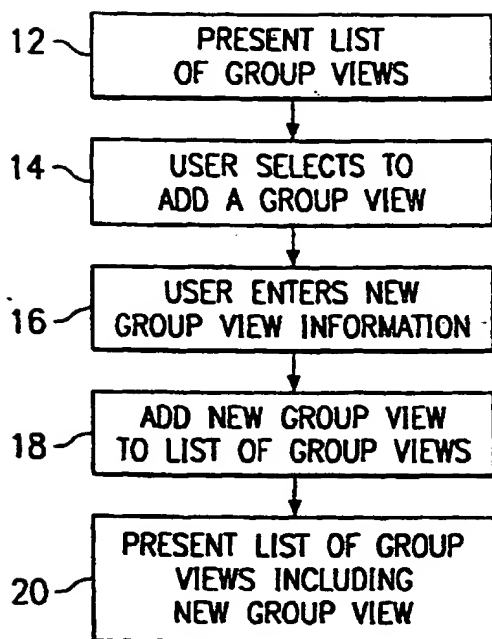 12
PRESENT LIST
OF GROUP VIEWS
14
USER SELECTS TO
ADD A GROUP VIEW
16
USER ENTERS NEW
GROUP VIEW INFORMATION
18
ADD NEW GROUP VIEW
TO LIST OF GROUP VIEWS
20
PRESENT LIST OF GROUP
VIEWS INCLUDING
NEW GROUP VIEW